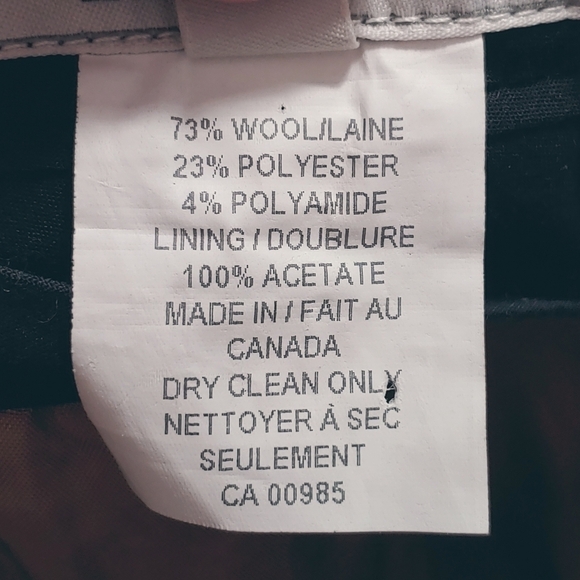 73% WOOL/LAINE
23% POLYESTER
4% POLYAMIDE
LINING / DOUBLURE
100% ACETATE
MADE IN / FAIT AU
CANADA
DRY CLEAN ONLY
NETTOYER À SEC
SEULEMENT
CA 00985